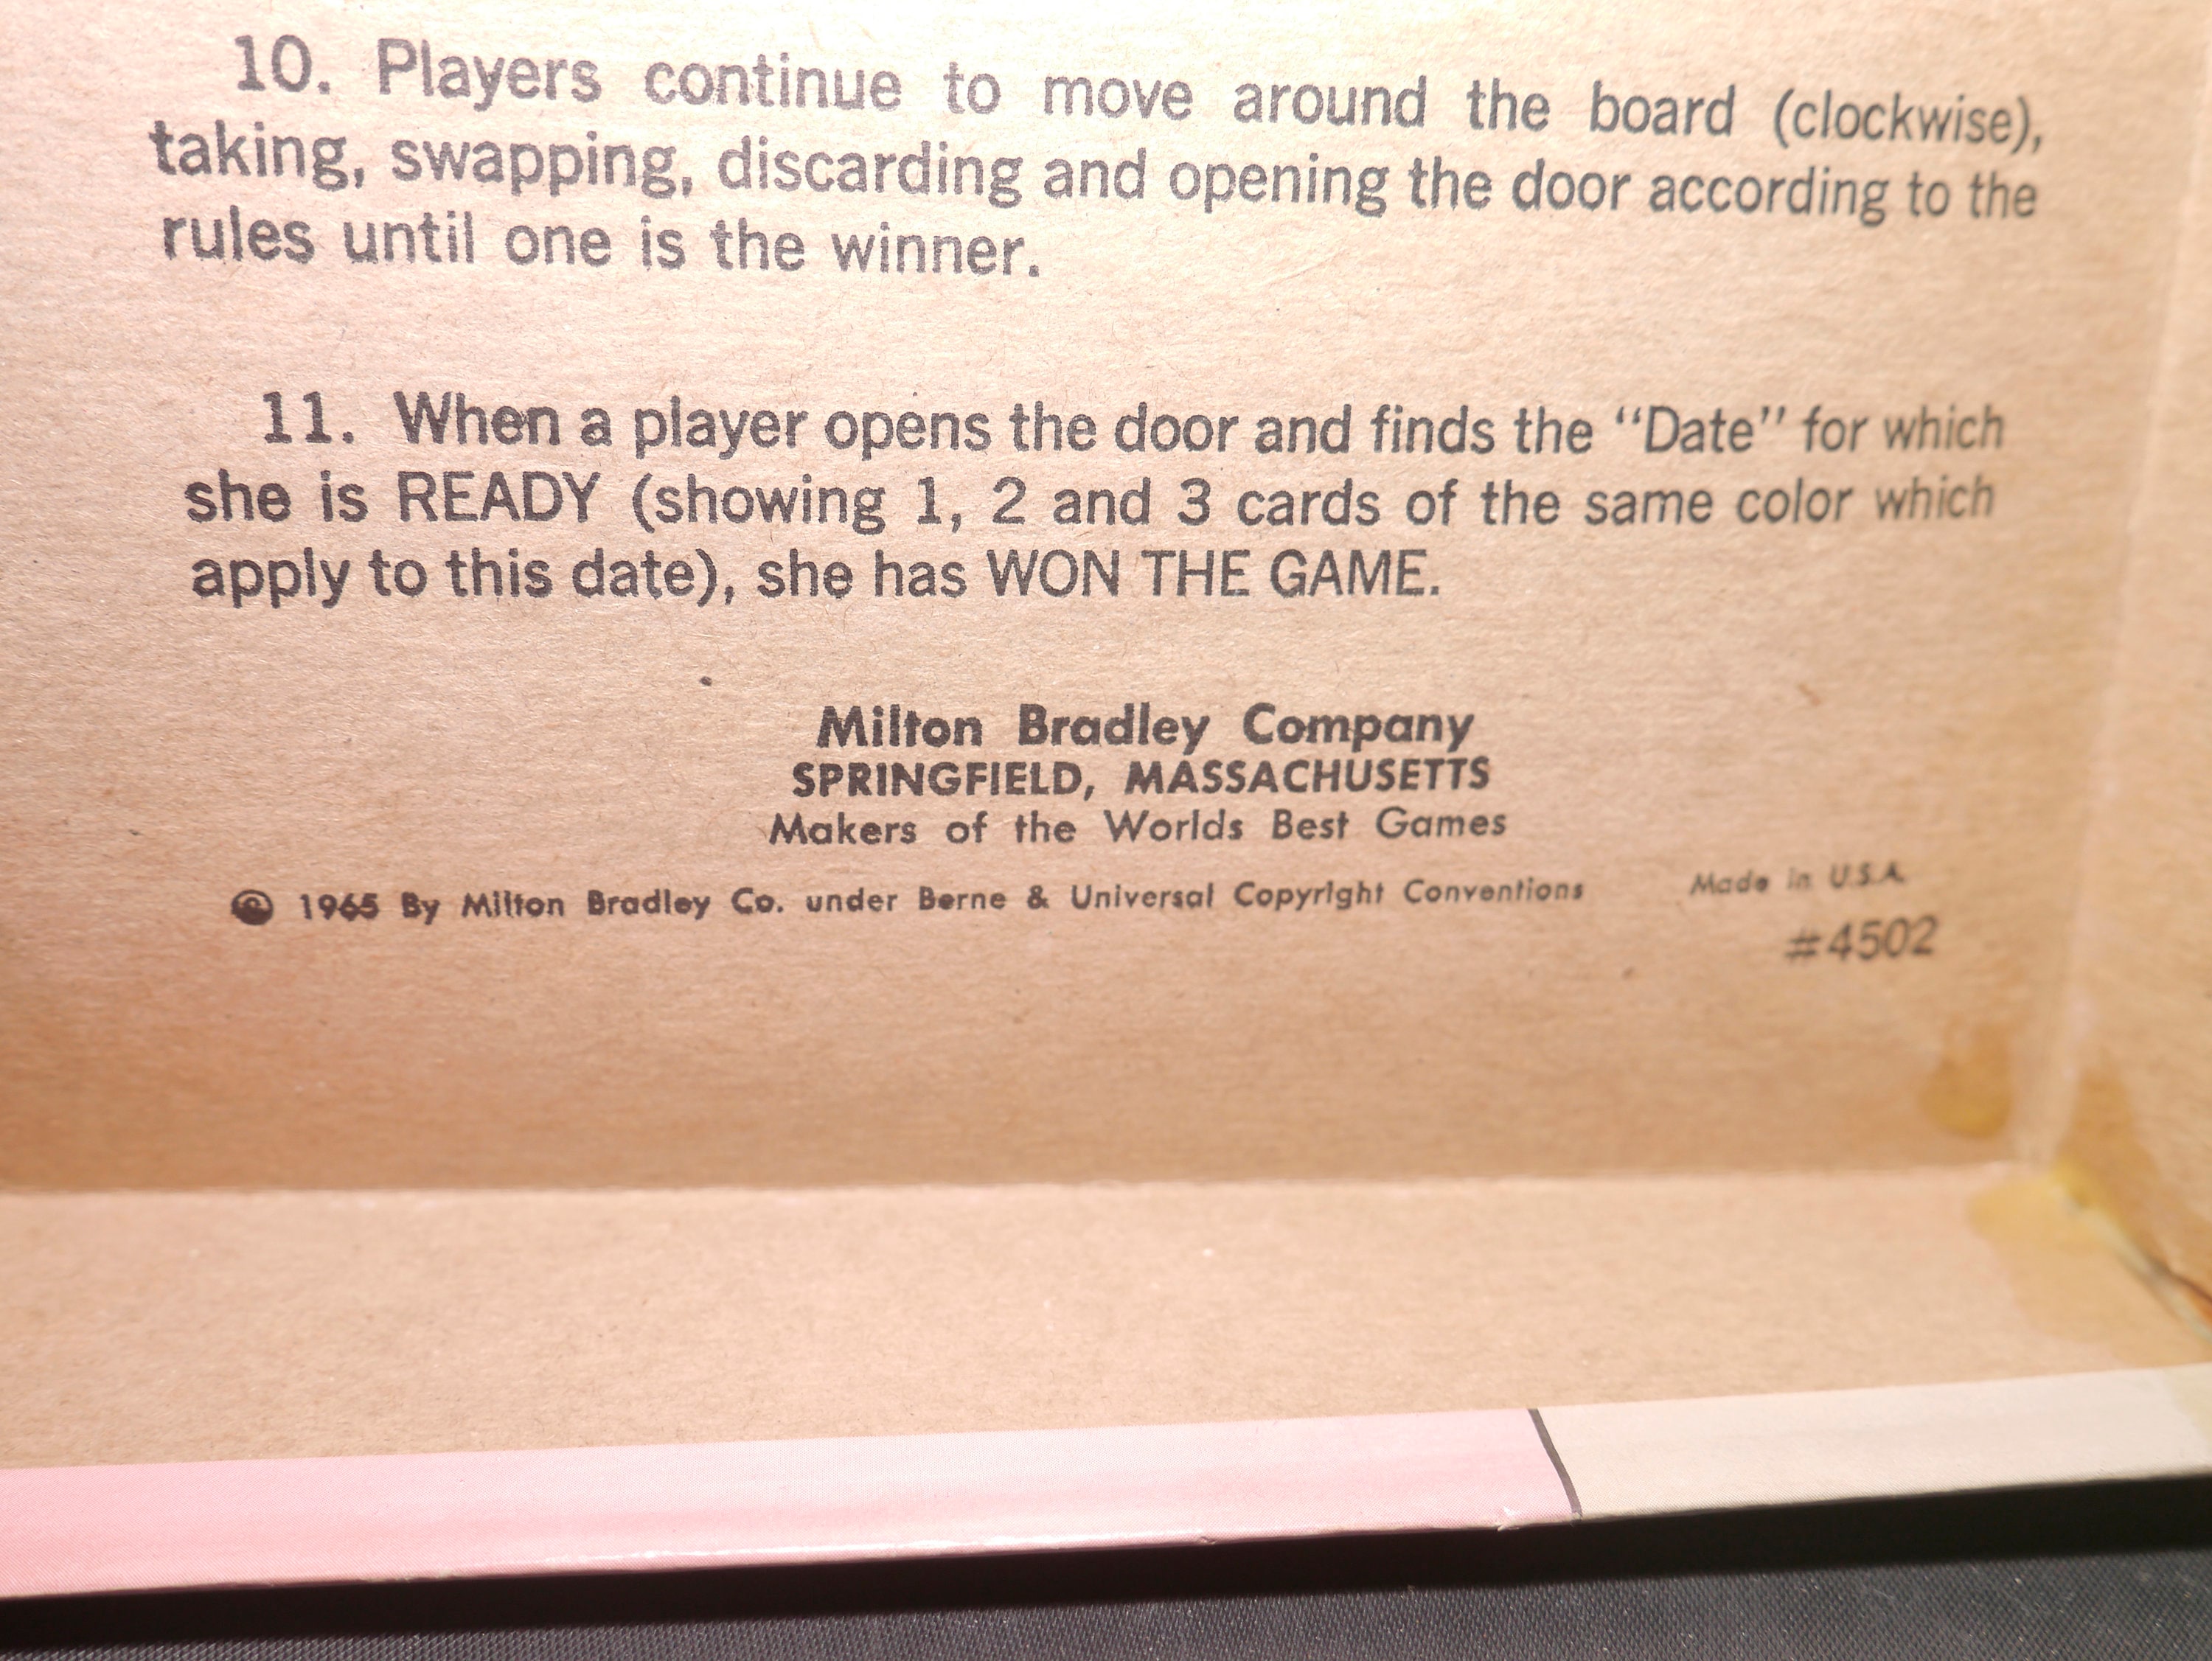 10. Players continue to move around the board (clockwise),
taking, swapping, discarding and opening the door according to the
rules until one is the winner.
11. When a player opens the door and finds the “Date” for which
she is READY (showing 1, 2 and 3 cards of the same color which
apply to this date), she has WON THE GAME.
Milton Bradley Company
SPRINGFIELD, MASSACHUSETTS
Makers of the Worlds Best Games
© 1965 By Milton Bradley Co. under Berne & Universal Copyright Conventions
Made in U.S.A.
#4502